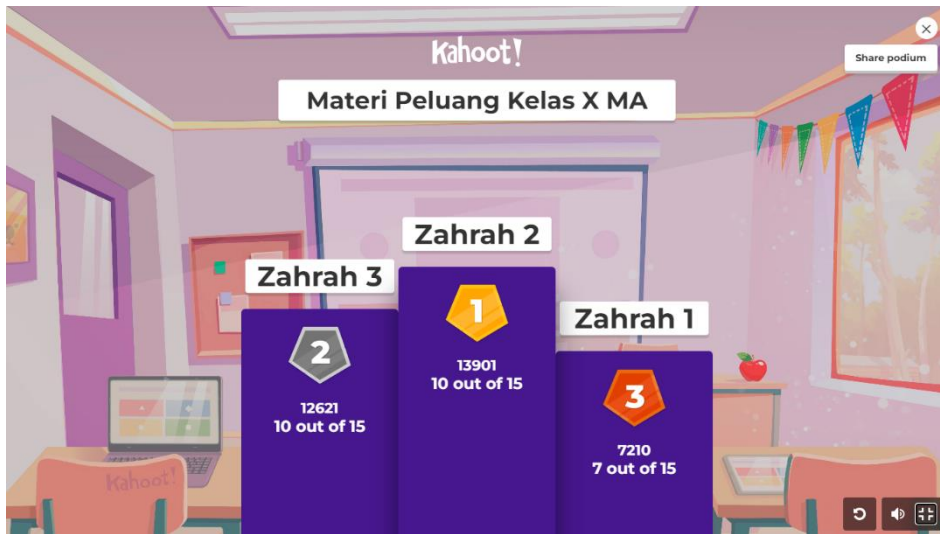 Kahoot!
Share podium
Materi Peluang Kelas X MA
Zahrah 2
1
13901
10 out of 15
Zahrah 3
2
12621
10 out of 15
Zahrah 1
3
7210
7 out of 15
Kahoot!